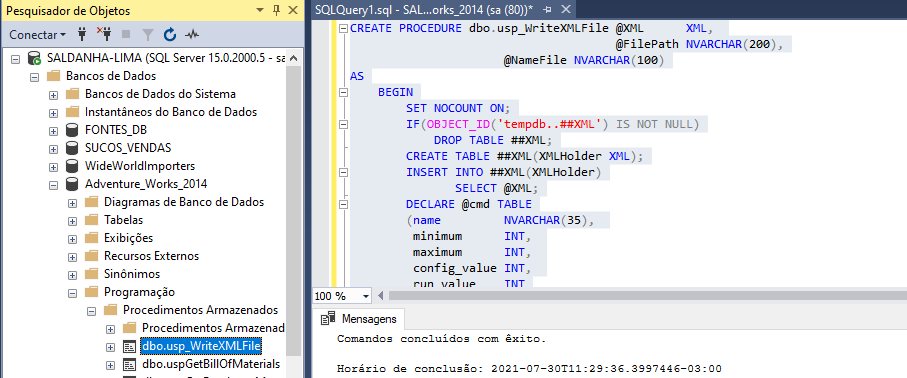 Pesquisador de Objetos
Conectar
SALDANHA-LIMA (SQL Server 15.0.2000.5 - sa
Bancos de Dados
Bancos de Dados do Sistema
Instantâneos do Banco de Dados
FONTES_DB
SUCOS_VENDAS
WideWorldImporters
Adventure_Works_2014
Diagramas de Banco de Dados
Tabelas
Exibições
Recursos Externos
Sinônimos
Programação
Procedimentos Armazenados
Procedimentos Armazenad
dbo.usp_WriteXMLFile
dbo.uspGetBillOfMaterials
SQLQuery1.sql - SAL...orks_2014 (sa (80))*
CREATE PROCEDURE dbo.usp_WriteXMLFile @XML XML,
@FilePath NVARCHAR(200),
@NameFile NVARCHAR(100)
AS
BEGIN
SET NOCOUNT ON;
IF(OBJECT_ID('tempdb..##XML') IS NOT NULL)
DROP TABLE ##XML;
CREATE TABLE ##XML(XMLHolder XML);
INSERT INTO ##XML(XMLHolder)
SELECT @XML;
DECLARE @cmd TABLE
(name NVARCHAR(35),
minimum INT,
maximum INT,
config_value INT,
run_value INT
100 %
Mensagens
Comandos concluídos com êxito.
Horário de conclusão: 2021-07-30T11:29:36.3997446-03:00